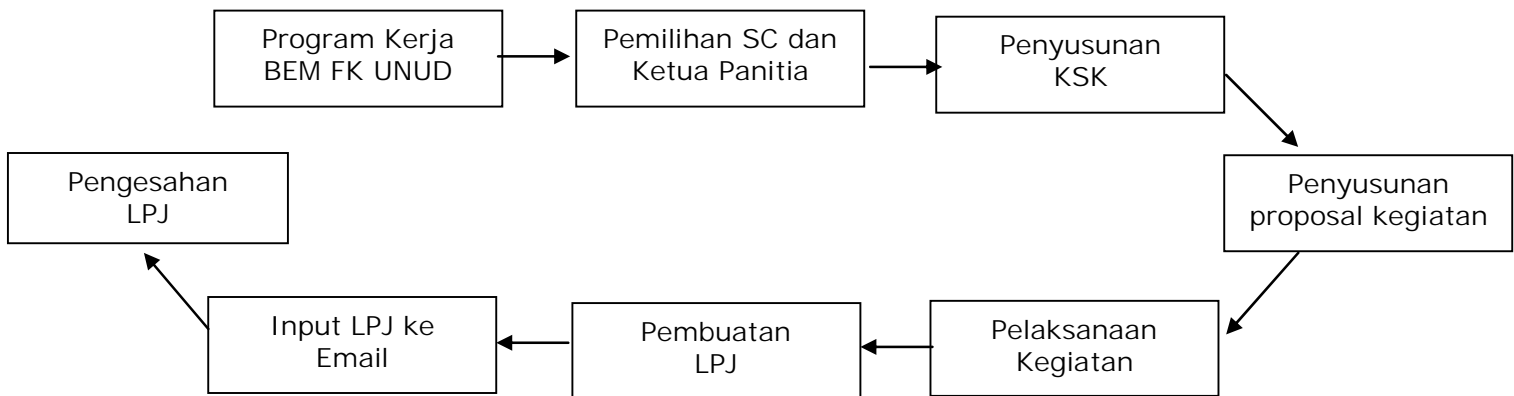 Program Kerja
BEM FK UNUD
Pemilihan SC dan
Ketua Panitia
Penyusunan
KSK
Penyusunan
proposal kegiatan
Pelaksanaan
Kegiatan
Pembuatan
LPJ
Input LPJ ke
Email
Pengesahan
LPJ